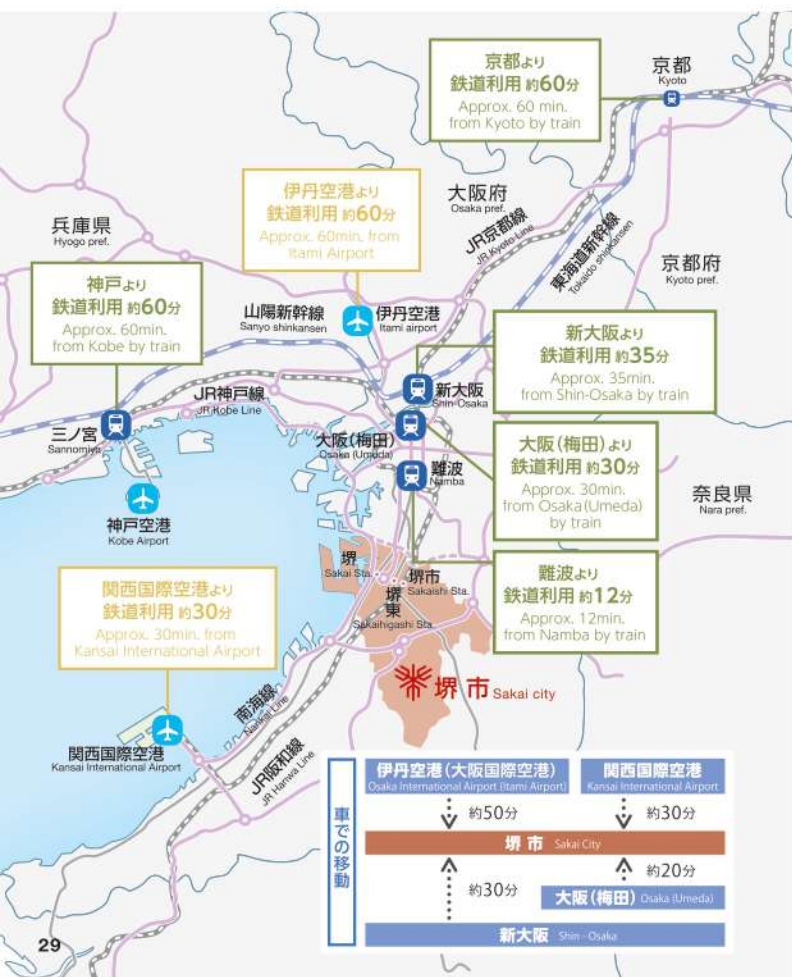 京都より
鉄道利用 約60分
Approx. 60 min.
from Kyoto by train
京都
Kyoto
伊丹空港より
鉄道利用 約60分
Approx. 60min. from
Itami Airport
大阪府
Osaka pref.
JR京都線
JR Kyoto Line
東海道新幹線
Tokaido shinkansen
京都府
Kyoto pref.
兵庫県
Hyogo pref.
神戸より
鉄道利用 約60分
Approx. 60min.
from Kobe by train
山陽新幹線
Sanyo shinkansen
伊丹空港
Itami airport
新大阪より
鉄道利用 約35分
Approx. 35min.
from Shin-Osaka by train
JR神戸線
JR Kobe Line
新大阪
Shin-Osaka
三ノ宮
Sannomiya
大阪(梅田)
Osaka (Umeda)
大阪(梅田)より
鉄道利用 約30分
Approx. 30min.
from Osaka(Umeda)
by train
難波
Namba
奈良県
Nara pref.
神戸空港
Kobe Airport
堺
Sakai Sta.
堺市
Sakaishi Sta.
堺東
Sakaihigashi Sta.
難波より
鉄道利用 約12分
Approx. 12min.
from Namba by train
関西国際空港より
鉄道利用 約30分
Approx. 30min. from
Kansai International Airport
堺市 Sakai city
南海線
Nankai Line
関西国際空港
Kansai International Airport
JR阪和線
JR Hanwa Line
車での移動
伊丹空港(大阪国際空港)
Osaka International Airport (Itami Airport)
関西国際空港
Kansai International Airport
約50分
約30分
堺市 Sakai City
約30分
約20分
大阪(梅田) Osaka (Umeda)
新大阪 Shin - Osaka
29